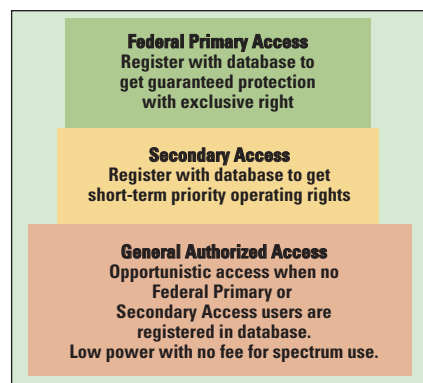 Federal Primary Access
Register with database to
get guaranteed protection
with exclusive right
Secondary Access
Register with database to get
short-term priority operating rights
General Authorized Access
Opportunistic access when no
Federal Primary or
Secondary Access users are
registered in database.
Low power with no fee for spectrum use.